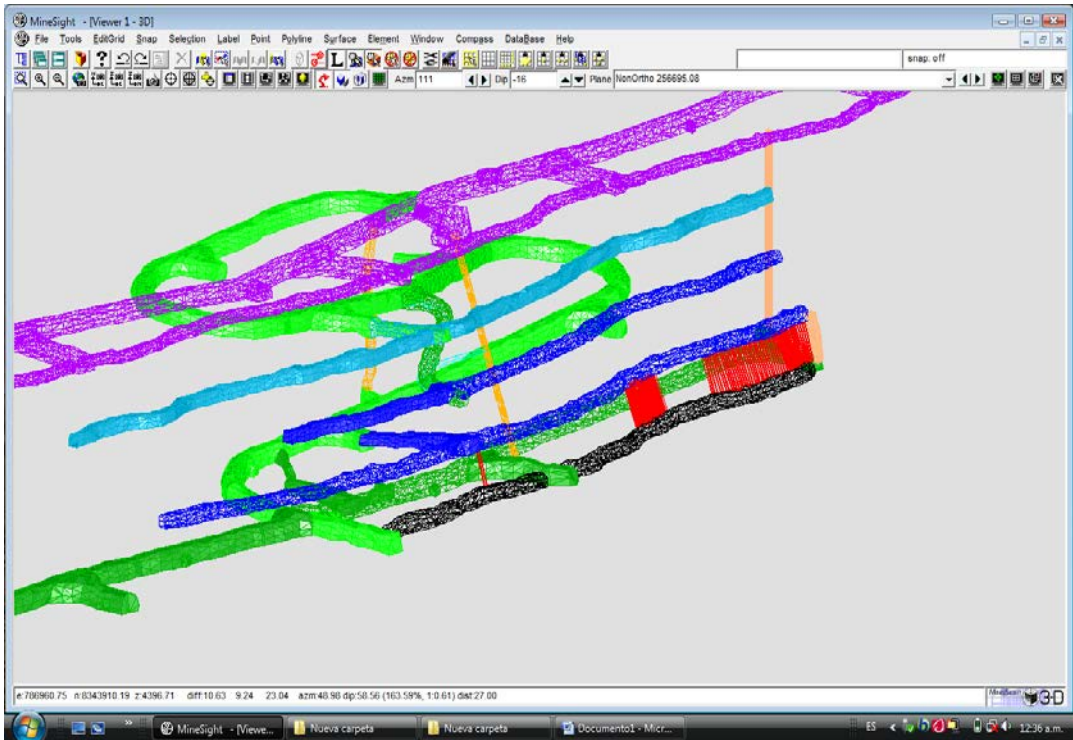 MineSight - [Viewer 1 - 3D]
File Tools EditGrid Snap Selection Label Point Polyline Surface Element Window Compass DataBase Help
snap: off
Azm 111 Dip -16 Plane NonOrtho 256695.08
e:786960.75 n:8343910.19 z:4396.71 diff:10.63 9.24 23.04 azm:48.98 dip:58.56 (163.59%, 1:0.61) dist:27.00
MineSight 3-D
MineSight - [Viewe... Nueva carpeta Nueva carpeta Documento1 - Micr... ES 12:36 a.m.